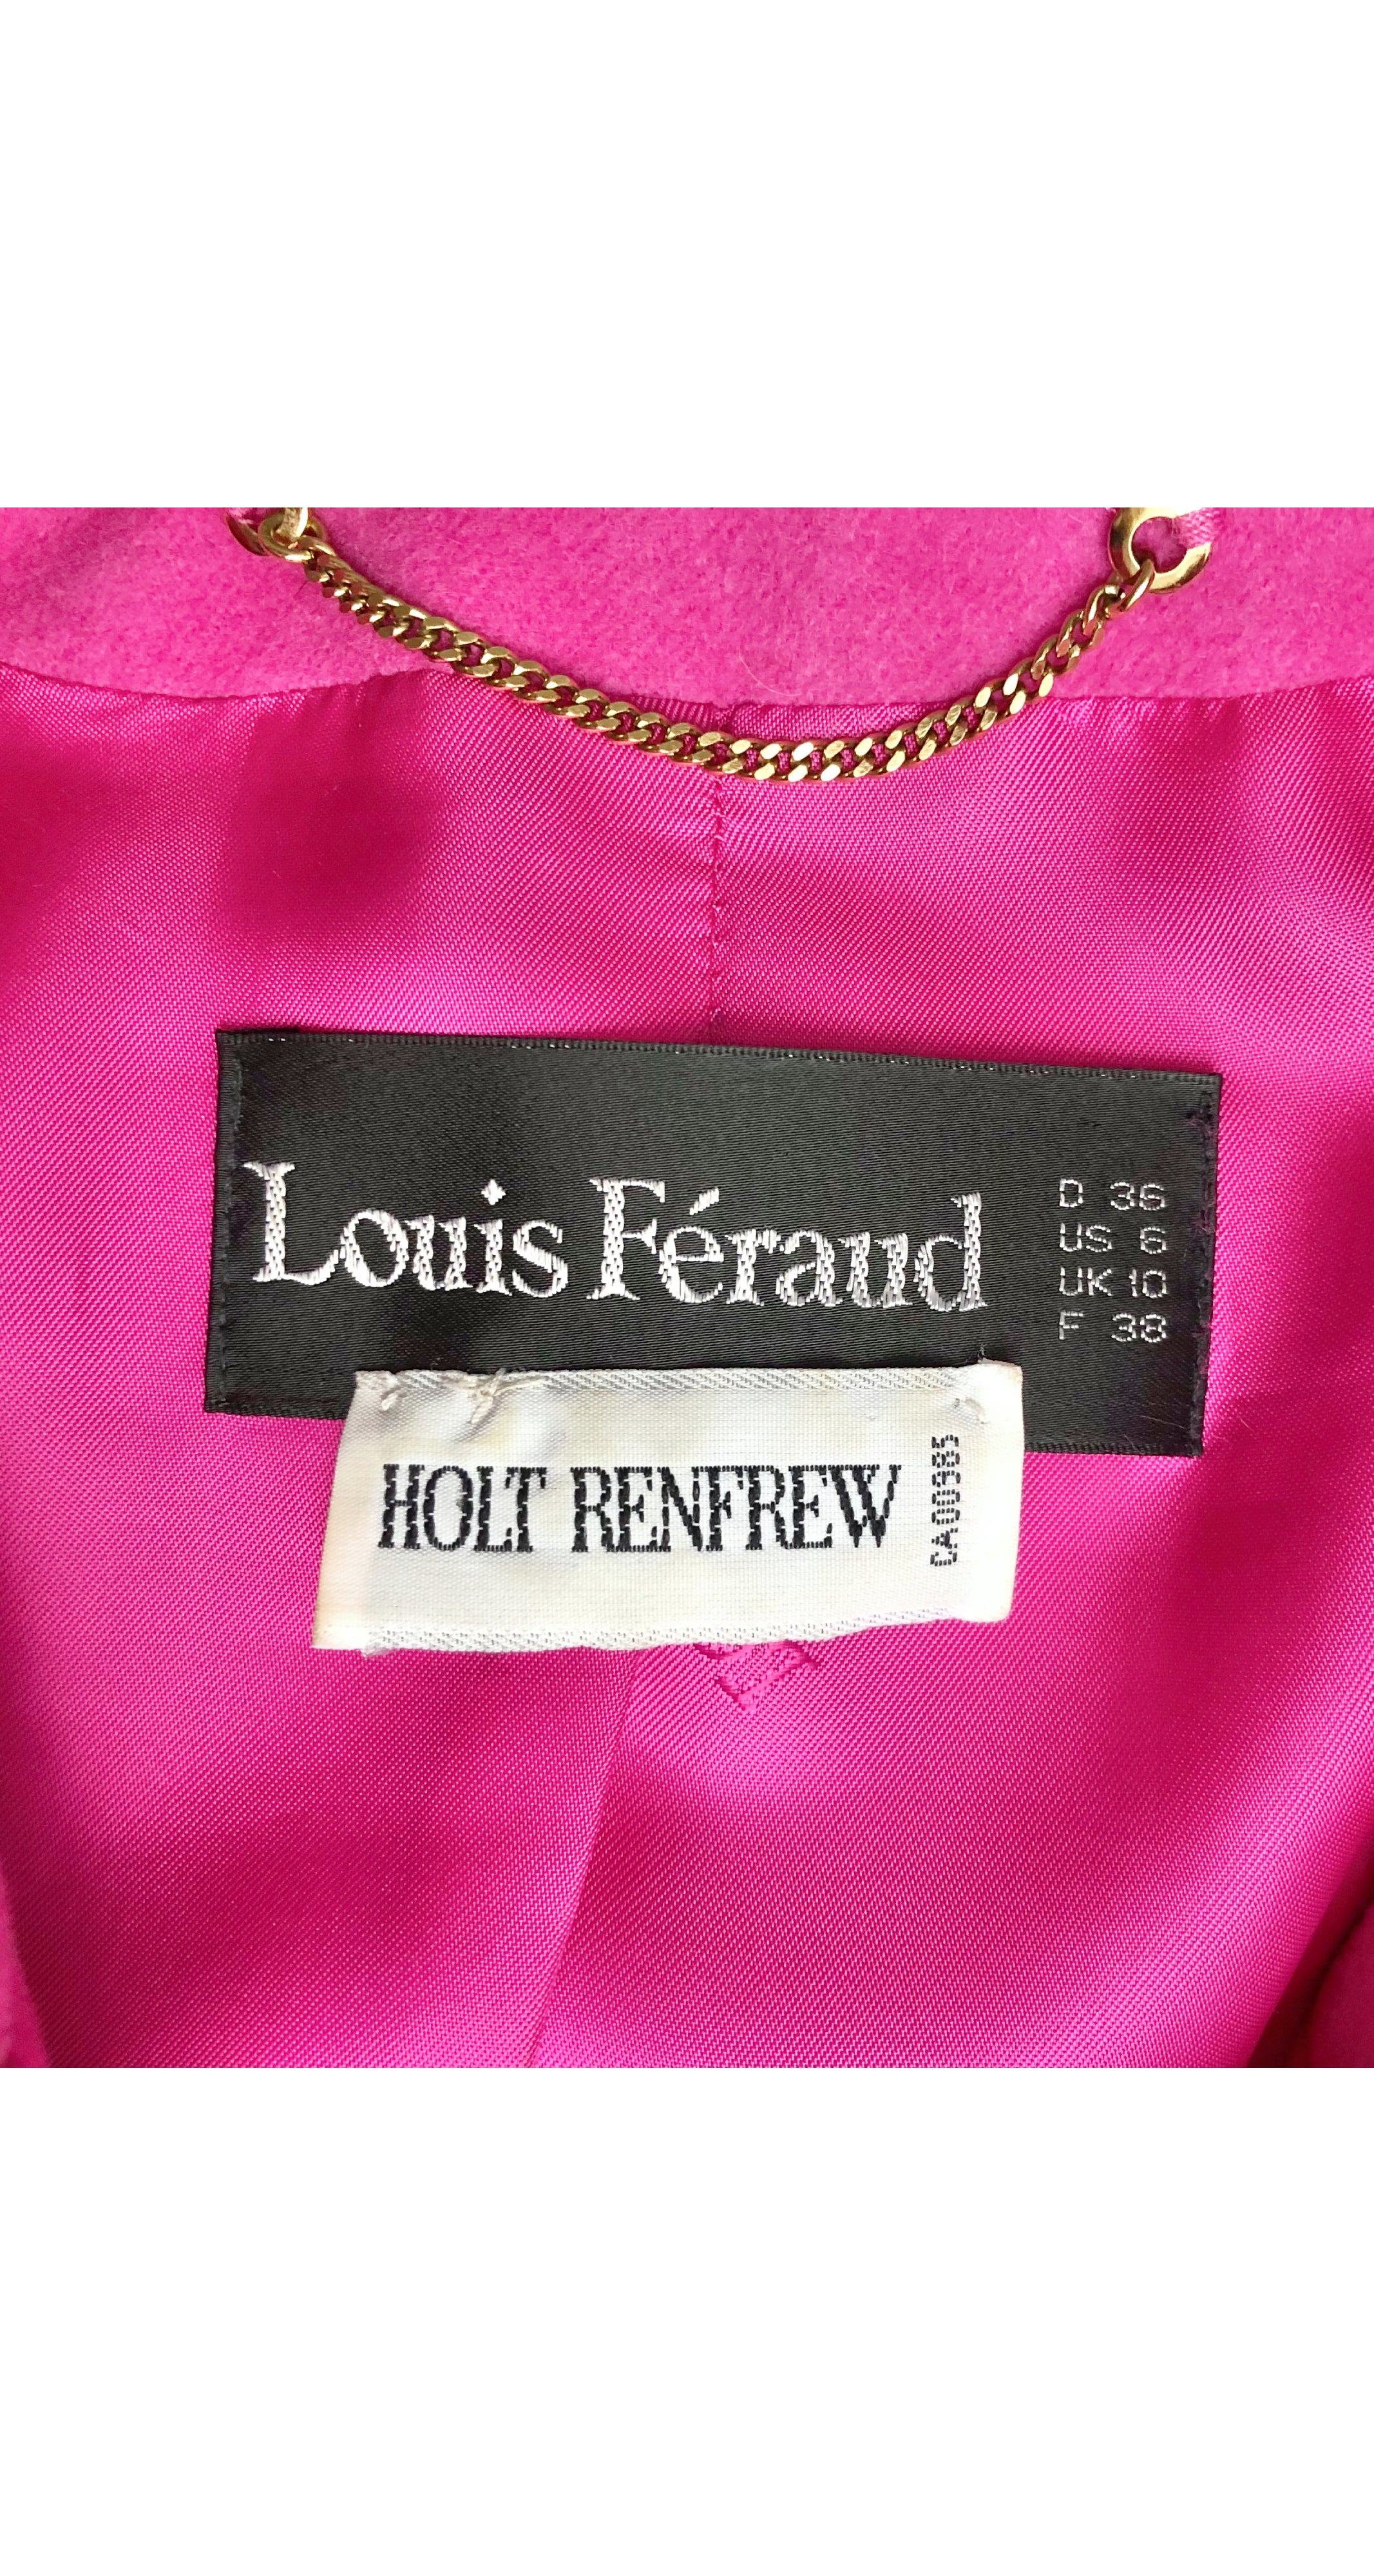 Louis Féraud
D 36
US 6
UK 10
F 38
HOLT RENFREW
CA00385